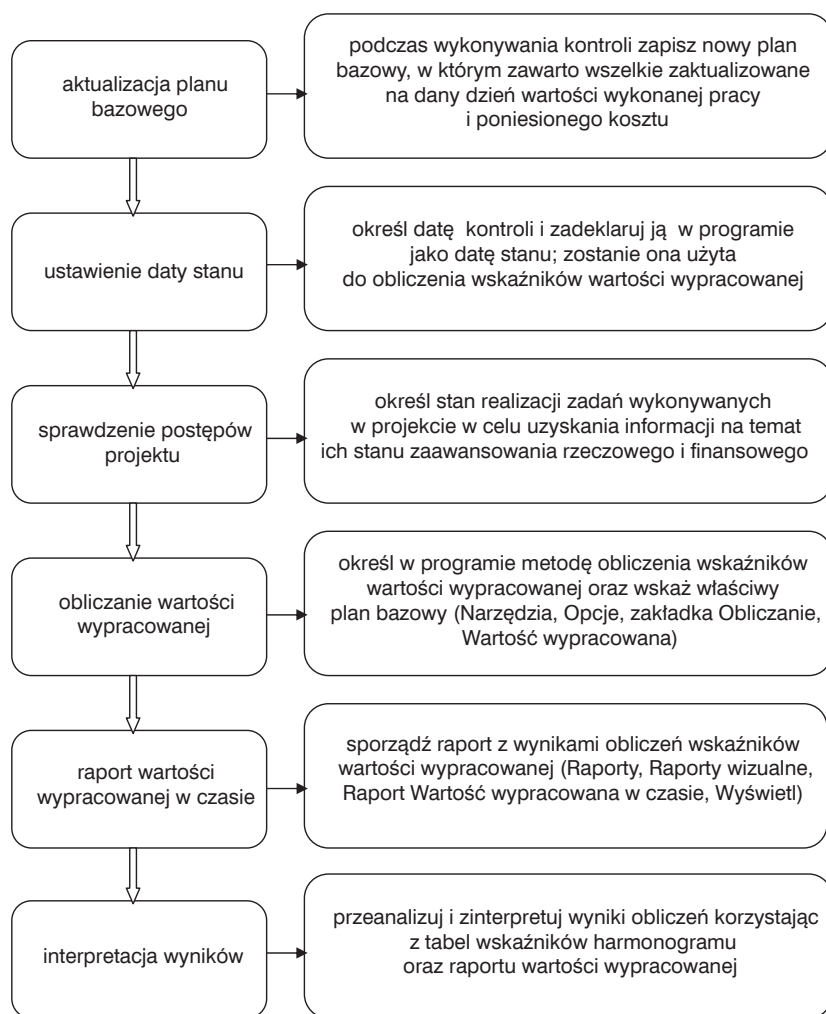 aktualizacja planu
bazowego
podczas wykonywania kontroli zapisz nowy plan
bazowy, w którym zawarto wszelkie zaktualizowane
na dany dzień wartości wykonanej pracy
i poniesionego kosztu
ustawienie daty stanu
określ datę kontroli i zadeklaruj ją w programie
jako datę stanu; zostanie ona użyta
do obliczenia wskaźników wartości wypracowanej
sprawdzenie postępów
projektu
określ stan realizacji zadań wykonywanych
w projekcie w celu uzyskania informacji na temat
ich stanu zaawansowania rzeczowego i finansowego
obliczanie wartości
wypracowanej
określ w programie metodę obliczenia wskaźników
wartości wypracowanej oraz wskaż właściwy
plan bazowy (Narzędzia, Opcje, zakładka Obliczanie,
Wartość wypracowana)
raport wartości
wypracowanej w czasie
sporządź raport z wynikami obliczeń wskaźników
wartości wypracowanej (Raporty, Raporty wizualne,
Raport Wartość wypracowana w czasie, Wyświetl)
interpretacja wyników
przeanalizuj i zinterpretuj wyniki obliczeń korzystając
z tabel wskaźników harmonogramu
oraz raportu wartości wypracowanej